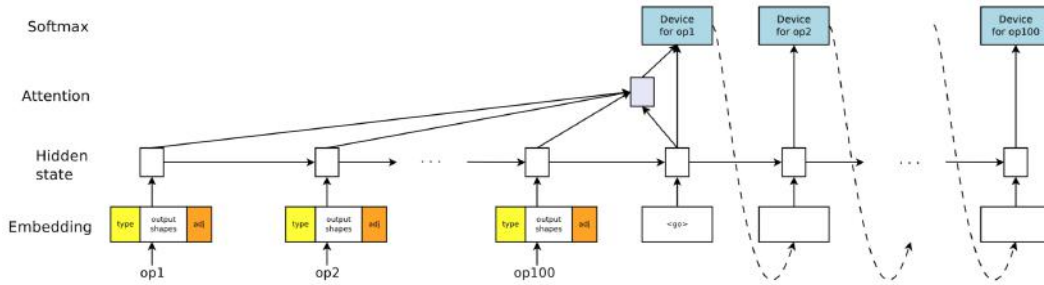 Softmax
Device
for op1
Device
for op2
Device
for op100
Attention
Hidden
state
. . .
. . .
Embedding
type
output
shapes
adj
type
output
shapes
adj
type
output
shapes
adj
<go>
. . .
op1
op2
op100